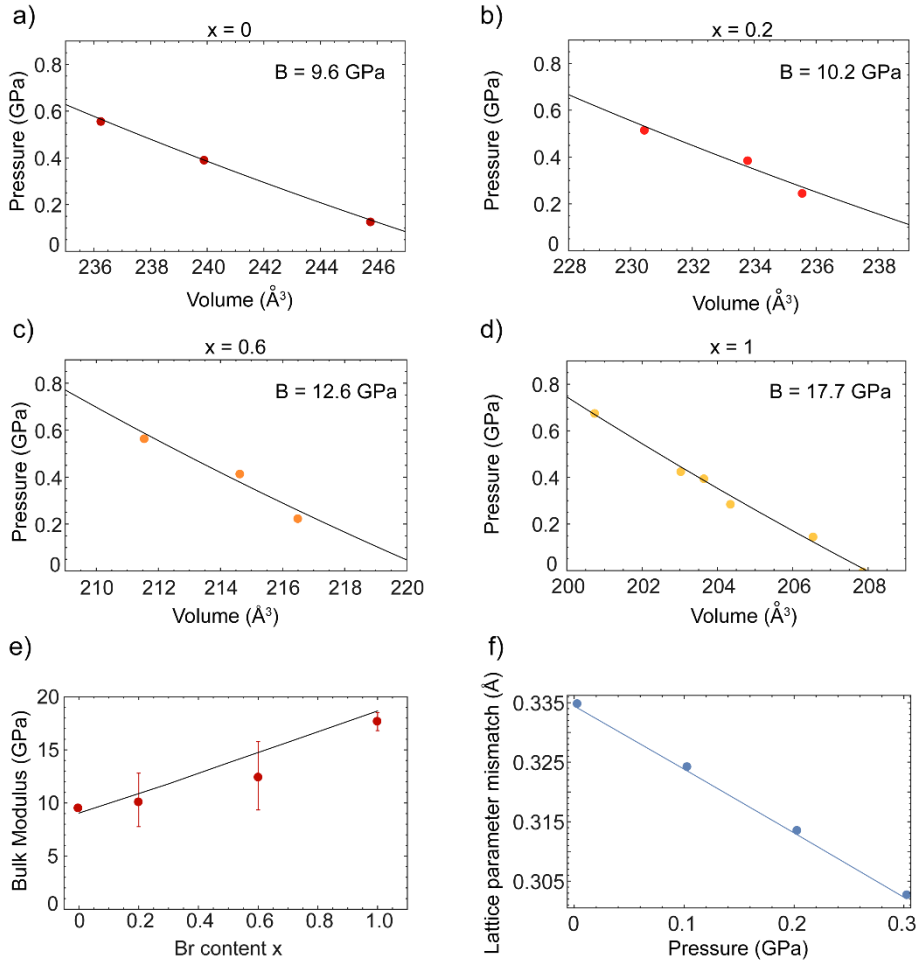 a)
x = 0
B = 9.6 GPa
Pressure (GPa)
0.8
0.6
0.4
0.2
0
236 238 240 242 244 246
Volume (Å³)
b)
x = 0.2
B = 10.2 GPa
Pressure (GPa)
0.8
0.6
0.4
0.2
0
228 230 232 234 236 238
Volume (Å³)
c)
x = 0.6
B = 12.6 GPa
Pressure (GPa)
0.8
0.6
0.4
0.2
0
210 212 214 216 218 220
Volume (Å³)
d)
x = 1
B = 17.7 GPa
Pressure (GPa)
0.8
0.6
0.4
0.2
0
200 202 204 206 208
Volume (Å³)
e)
Bulk Modulus (GPa)
20
15
10
5
0
0 0.2 0.4 0.6 0.8 1.0
Br content x
f)
Lattice parameter mismatch (Å)
0.335
0.325
0.315
0.305
0 0.1 0.2 0.3
Pressure (GPa)